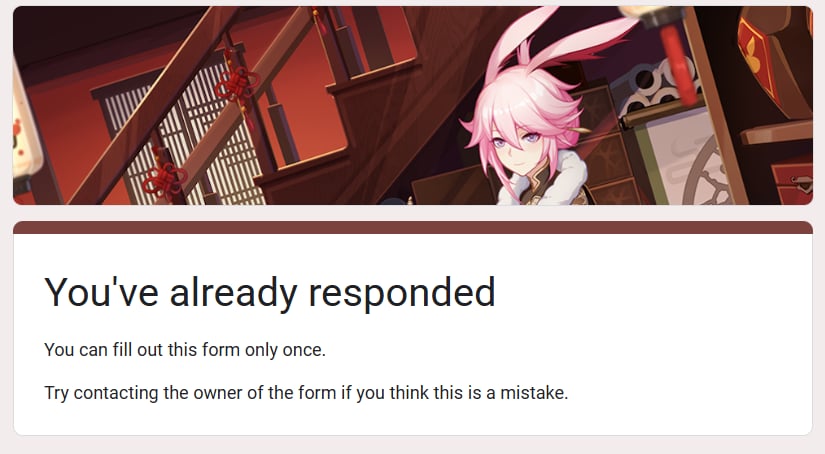 You've already responded
You can fill out this form only once.
Try contacting the owner of the form if you think this is a mistake.